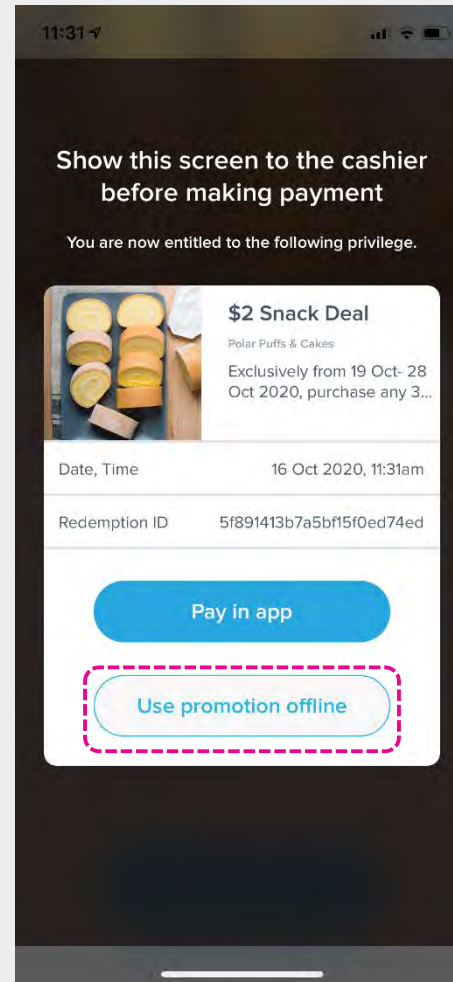 11:31
Show this screen to the cashier
before making payment
You are now entitled to the following privilege.
$2 Snack Deal
Polar Puffs & Cakes
Exclusively from 19 Oct- 28
Oct 2020, purchase any 3...
Date, Time 16 Oct 2020, 11:31am
Redemption ID 5f891413b7a5bf15f0ed74ed
Pay in app
Use promotion offline